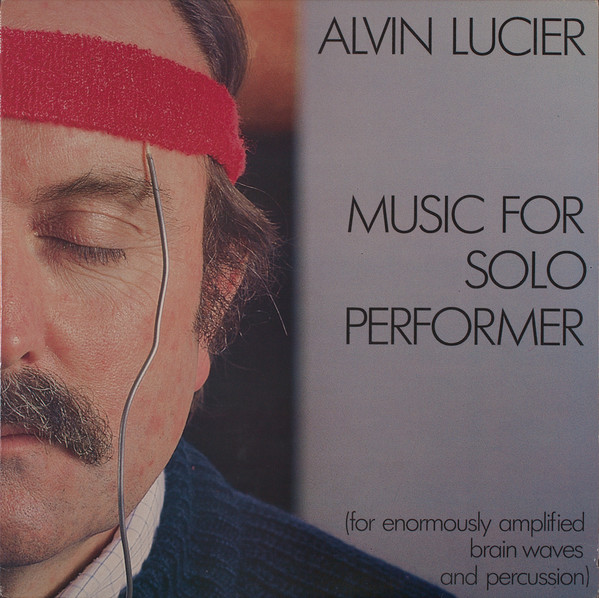 ALVIN LUCIER
MUSIC FOR
SOLO
PERFORMER
(for enormously amplified
brain waves
and percussion)